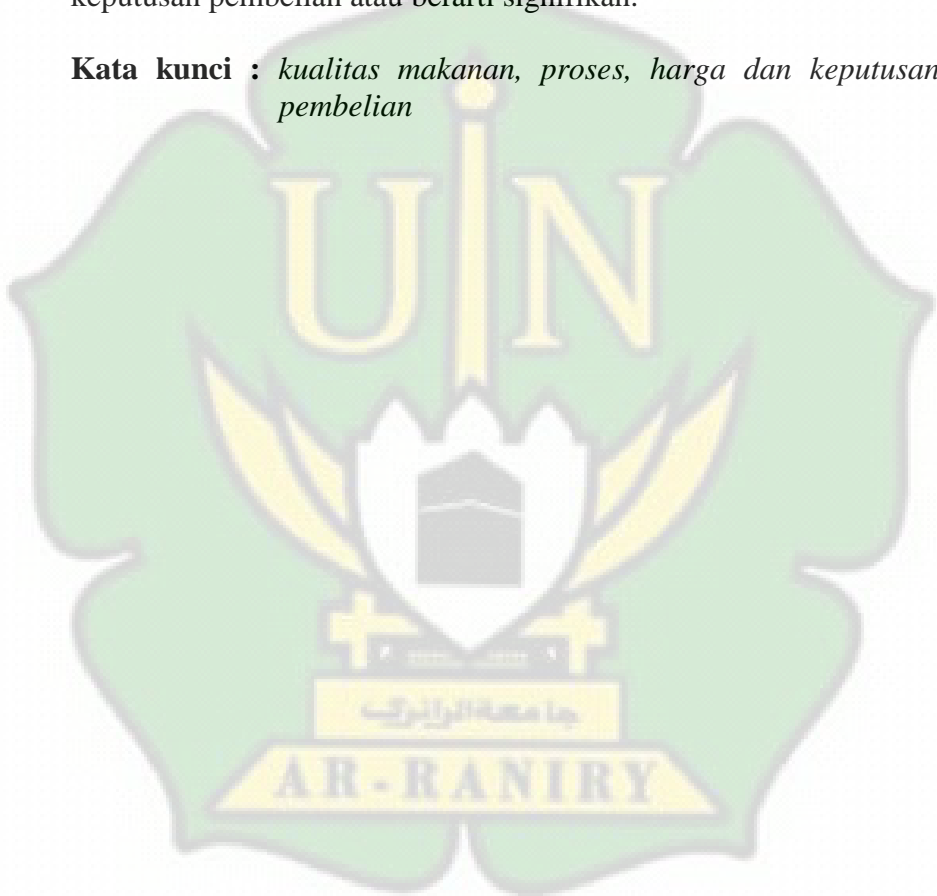 keputusan pembelian atau berarti signifikan.
Kata kunci : kualitas makanan, proses, harga dan keputusan
pembelian
UIN
جامعة الرانري
AR-RANIRY